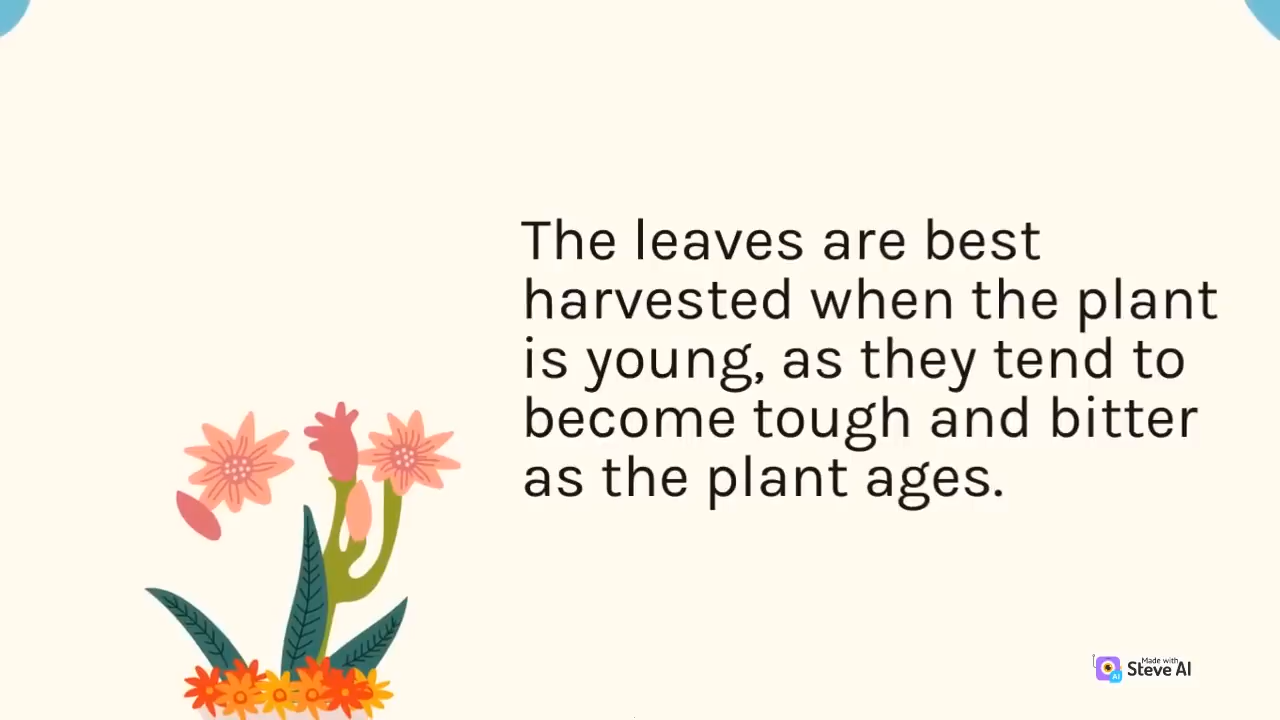 The leaves are best
harvested when the plant
is young, as they tend to
become tough and bitter
as the plant ages.
Made with
Steve AI
AI